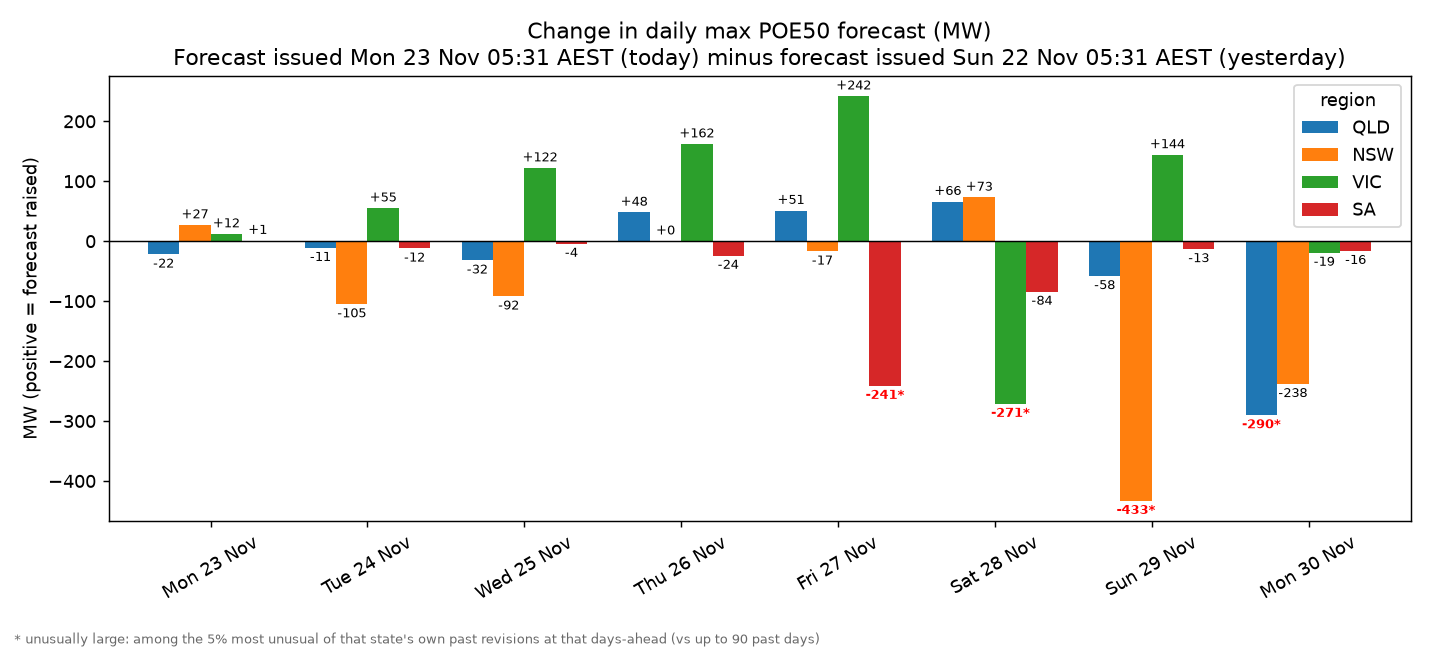 Change in daily max POE50 forecast (MW)
Forecast issued Mon 23 Nov 05:31 AEST (today) minus forecast issued Sun 22 Nov 05:31 AEST (yesterday)
MW (positive = forecast raised)
200
100
0
−100
−200
−300
−400
region
QLD
NSW
VIC
SA
-22 +27 +12 +1
-11 -105 +55 -12
-32 -92 +122 -4
+48 +0 +162 -24
+51 -17 +242 -241*
+66 +73 -271* -84
-58 -433* +144 -13
-290* -238 -19 -16
Mon 23 Nov
Tue 24 Nov
Wed 25 Nov
Thu 26 Nov
Fri 27 Nov
Sat 28 Nov
Sun 29 Nov
Mon 30 Nov
* unusually large: among the 5% most unusual of that state's own past revisions at that days-ahead (vs up to 90 past days)